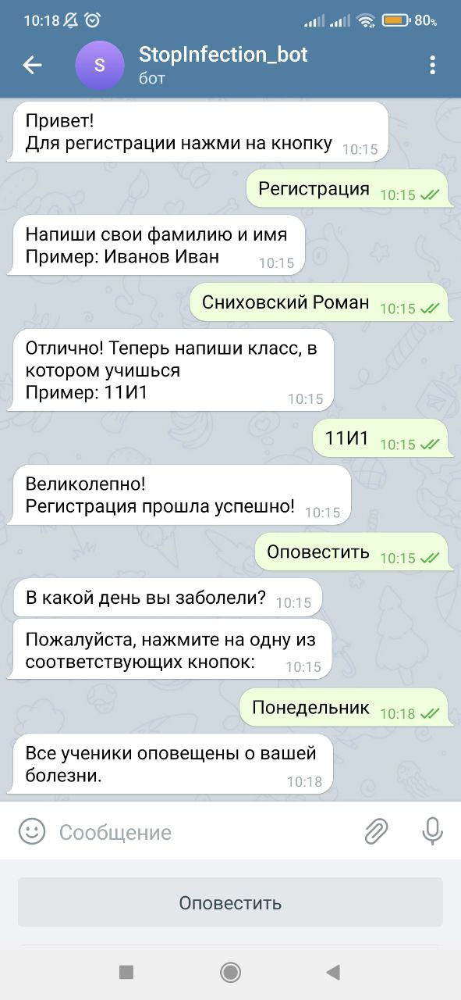 10:18 80%
StopInfection_bot
S
бот
Привет!
Для регистрации нажми на кнопку 10:15
Регистрация 10:15
Напиши свои фамилию и имя
Пример: Иванов Иван 10:15
Сниховский Роман 10:15
Отлично! Теперь напиши класс, в
котором учишься
Пример: 11И1 10:15
11И1 10:15
Великолепно!
Регистрация прошла успешно! 10:15
Оповестить 10:15
В какой день вы заболели? 10:15
Пожалуйста, нажмите на одну из
соответствующих кнопок: 10:15
Понедельник 10:18
Все ученики оповещены о вашей
болезни. 10:18
Сообщение
Оповестить